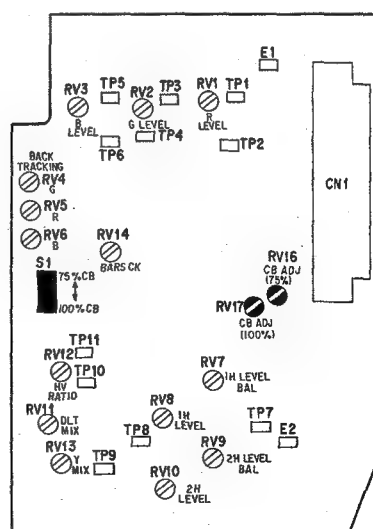 E1
RV3
TP5
RV2
TP3
RV1
TP1
B
LEVEL
G LEVEL
TP4
R
LEVEL
TP6
TP2
BACK
TRACKING
RV4
G
CN1
RV5
R
RV6
B
RV14
BARS CK
S1
75%CB
100%CB
RV16
CB ADJ
(75%)
RV17
CB ADJ
(100%)
TP11
RV12
TP10
HV
RATIO
RV7
1H LEVEL
BAL
RV11
DLT
MIX
RV8
1H
LEVEL
TP7
E2
RV13
Y
MIX
TP9
TP8
RV9
2H LEVEL
BAL
RV10
2H
LEVEL